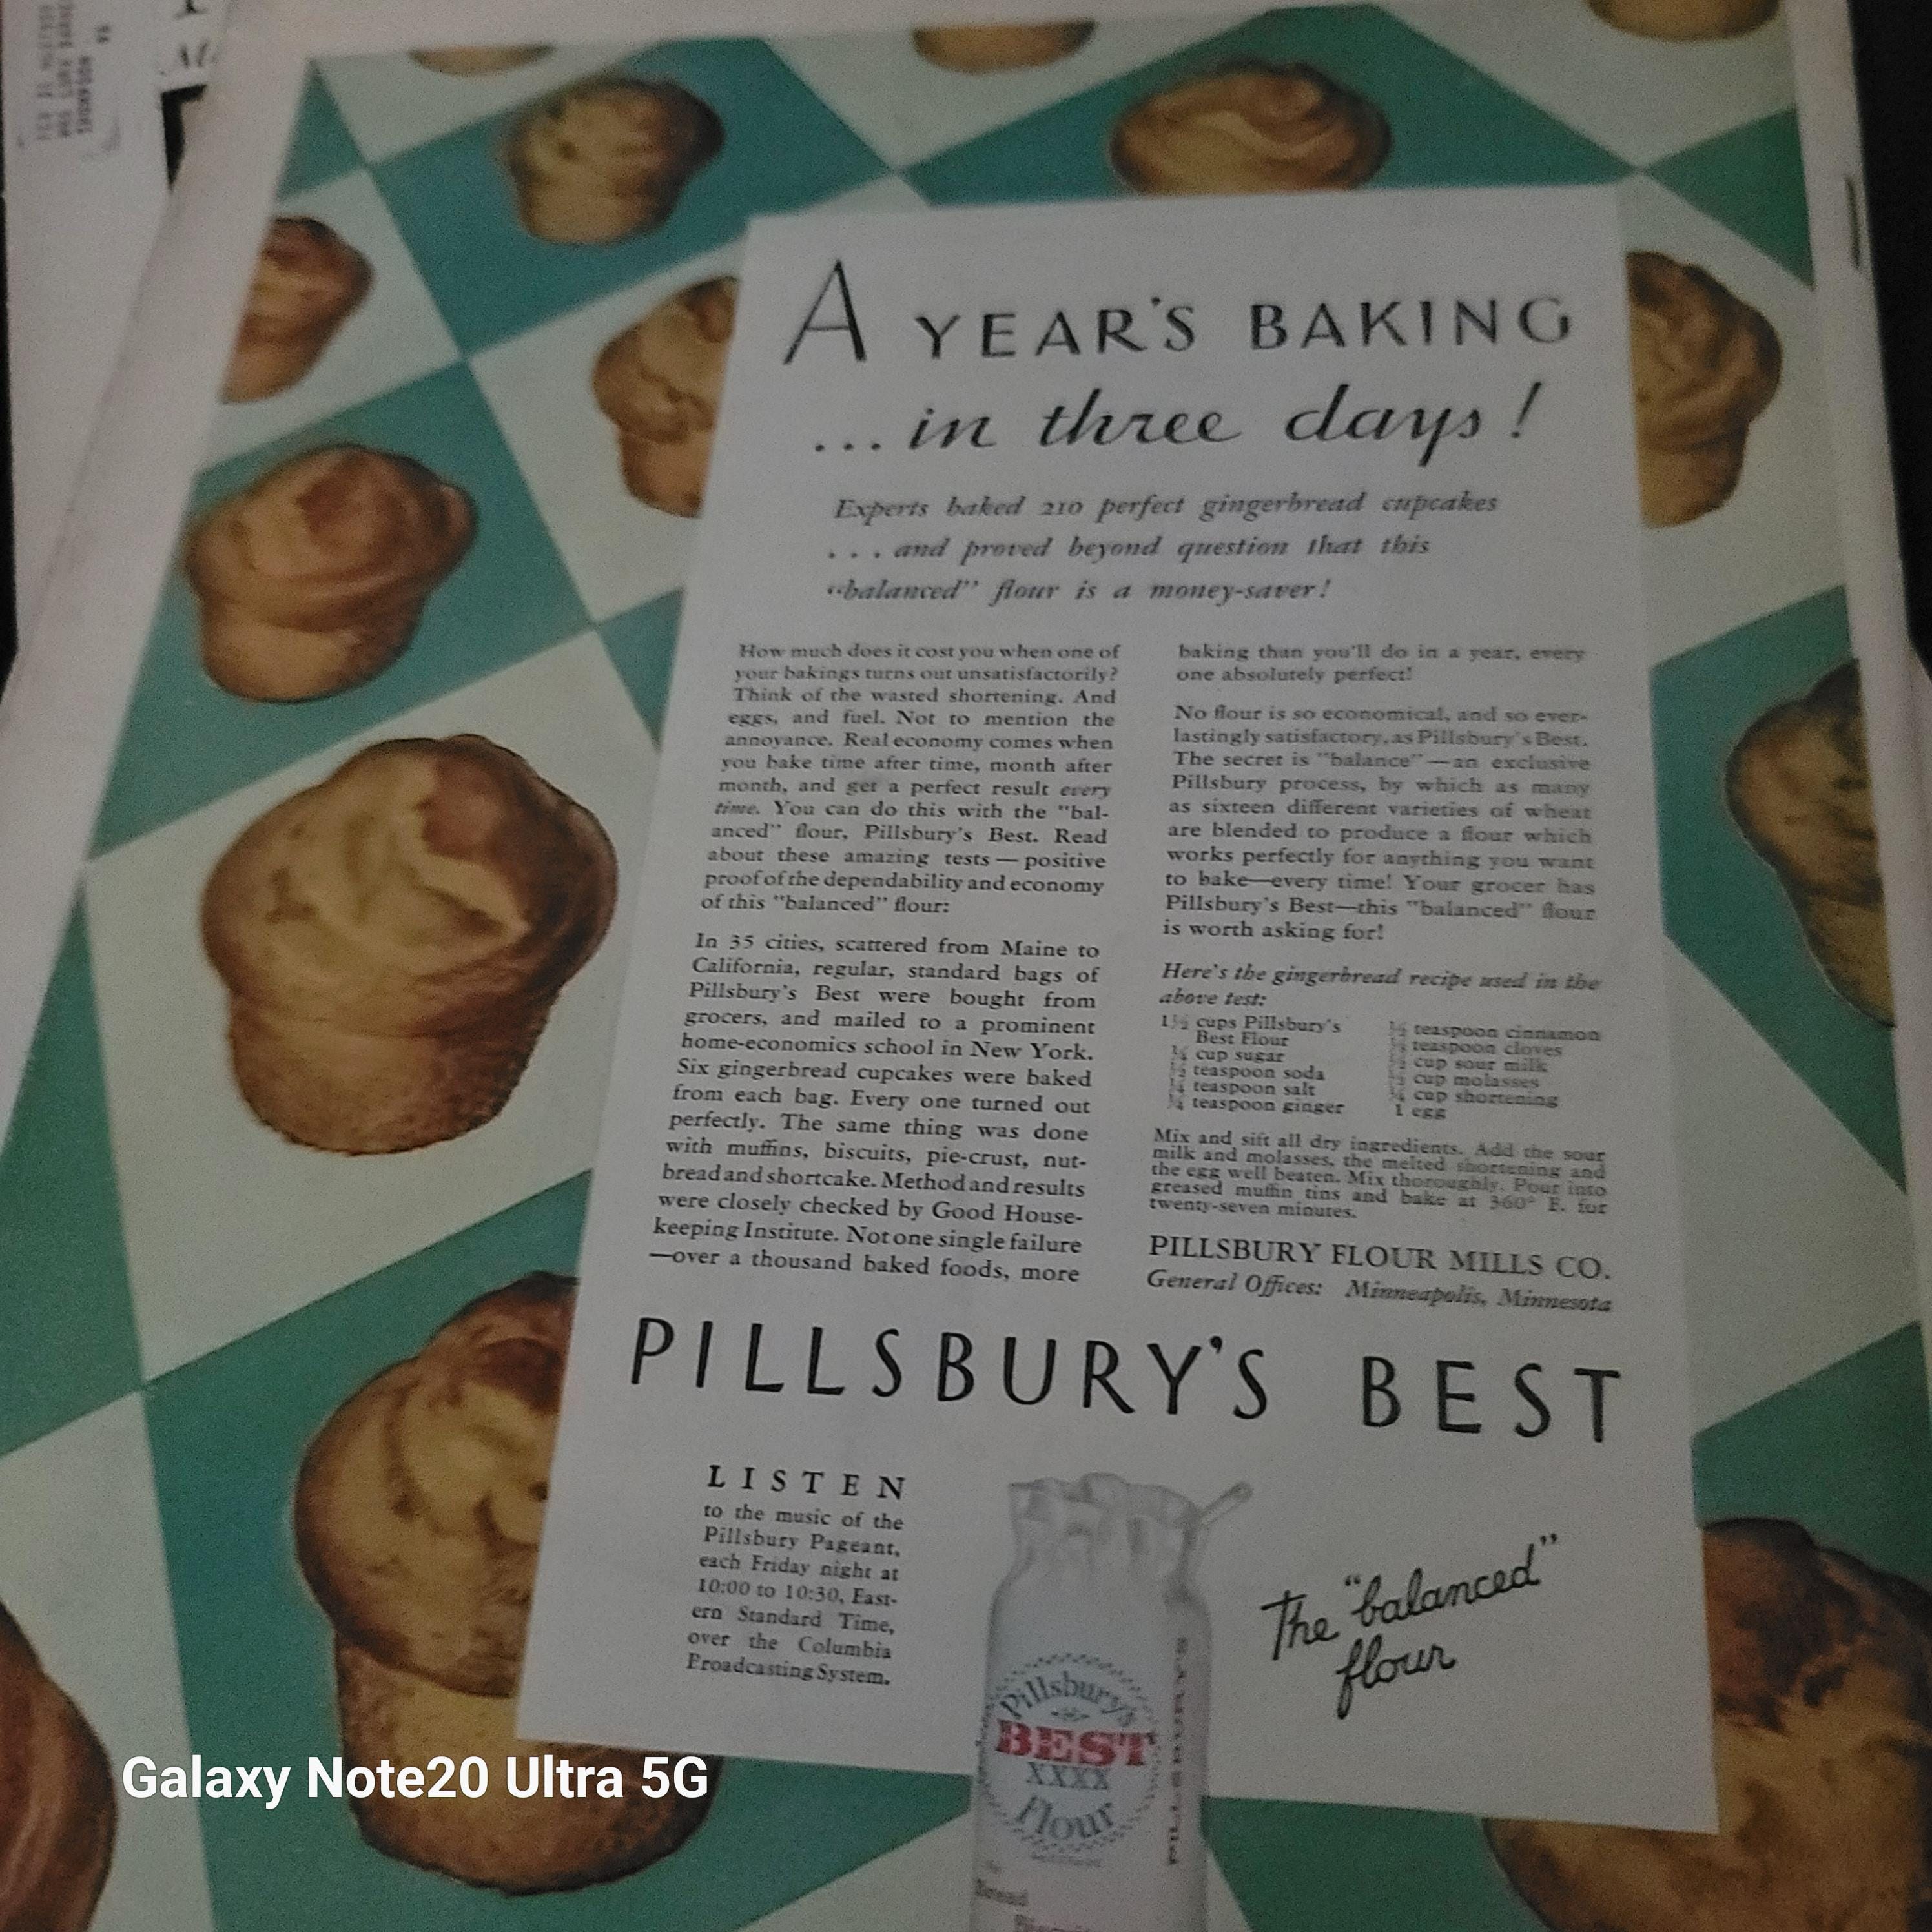 A YEAR'S BAKING
... in three days!
Experts baked 210 perfect gingerbread cupcakes
. . . and proved beyond question that this
"balanced" flour is a money-saver!
How much does it cost you when one of
your bakings turns out unsatisfactorily?
Think of the wasted shortening. And
eggs, and fuel. Not to mention the
annoyance. Real economy comes when
you bake time after time, month after
month, and get a perfect result every
time. You can do this with the "bal-
anced" flour, Pillsbury's Best. Read
about these amazing tests — positive
proof of the dependability and economy
of this "balanced" flour:
In 35 cities, scattered from Maine to
California, regular, standard bags of
Pillsbury's Best were bought from
grocers, and mailed to a prominent
home-economics school in New York.
Six gingerbread cupcakes were baked
from each bag. Every one turned out
perfectly. The same thing was done
with muffins, biscuits, pie-crust, nut-
bread and shortcake. Method and results
were closely checked by Good House-
keeping Institute. Not one single failure
—over a thousand baked foods, more
baking than you'll do in a year, every
one absolutely perfect!
No flour is so economical, and so ever-
lastingly satisfactory, as Pillsbury's Best.
The secret is "balance" — an exclusive
Pillsbury process, by which as many
as sixteen different varieties of wheat
are blended to produce a flour which
works perfectly for anything you want
to bake—every time! Your grocer has
Pillsbury's Best—this "balanced" flour
is worth asking for!
Here's the gingerbread recipe used in the
above test:
1½ cups Pillsbury's
Best Flour
cup sugar
½ teaspoon soda
¼ teaspoon salt
¼ teaspoon ginger
teaspoon cinnamon
teaspoon cloves
cup sour milk
cup molasses
¼ cup shortening
1 egg
Mix and sift all dry ingredients. Add the sour
milk and molasses, the melted shortening and
the egg well beaten. Mix thoroughly. Pour into
greased muffin tins and bake at 360° F. for
twenty-seven minutes.
PILLSBURY FLOUR MILLS CO.
General Offices: Minneapolis, Minnesota
PILLSBURY'S BEST
LISTEN
to the music of the
Pillsbury Pageant,
each Friday night at
10:00 to 10:30, East-
ern Standard Time,
over the Columbia
Broadcasting System.
The "balanced"
flour
Pillsbury's
BEST
XXXX
Flour
PILLSBURY'S
Bread
Galaxy Note20 Ultra 5G